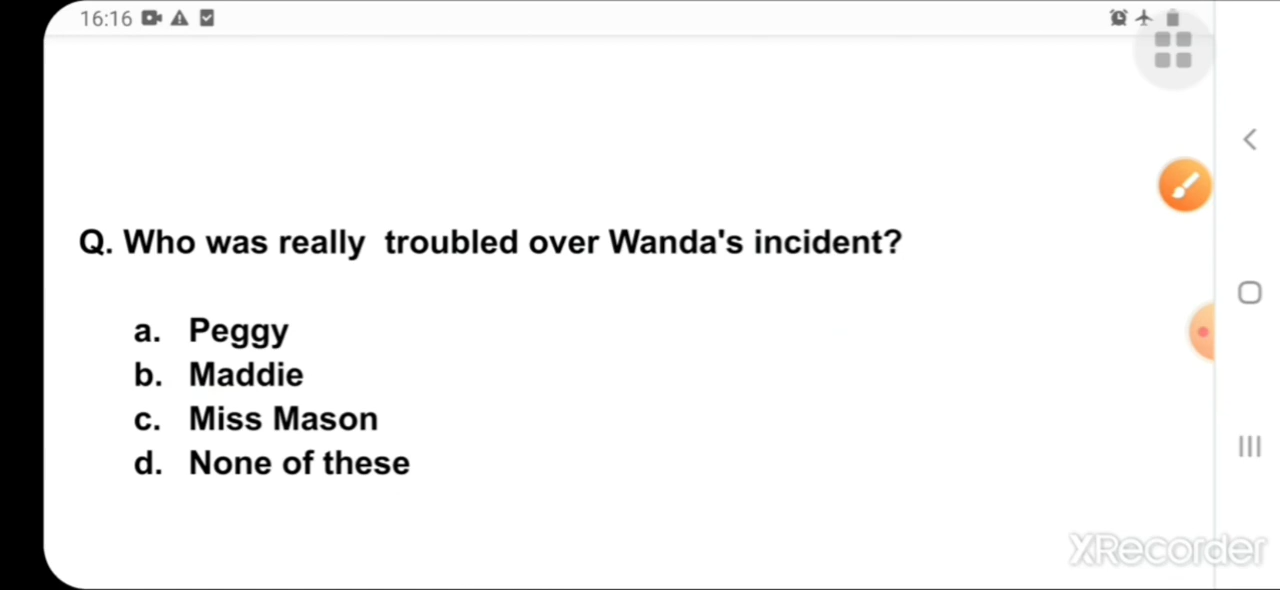 16:16
Q. Who was really  troubled over Wanda's incident?
a. Peggy
b. Maddie
c. Miss Mason
d. None of these
XRecorder